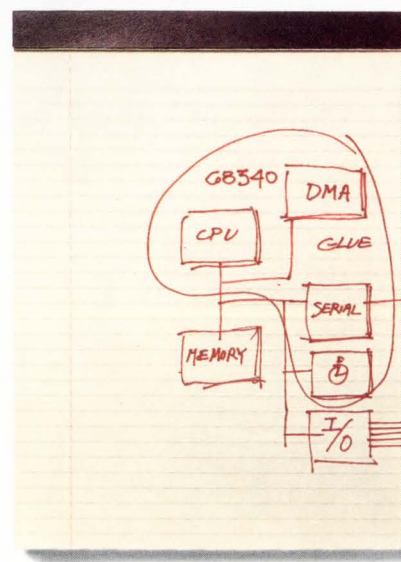 68340
DMA
CPU
GLUE
SERIAL
MEMORY
I/O